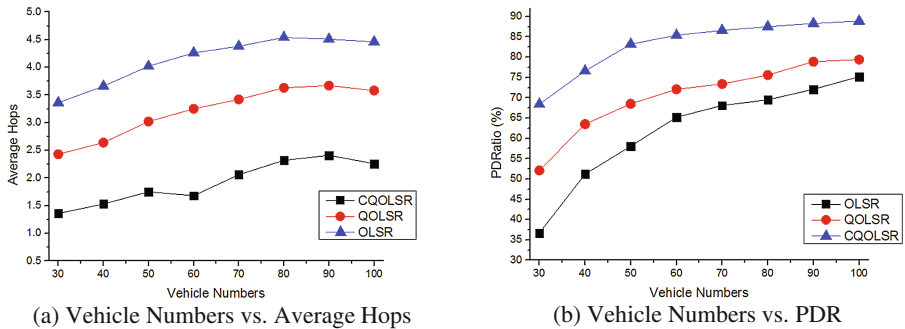 5.0
4.5
4.0
3.5
3.0
2.5
2.0
1.5
1.0
0.5
Average Hops
30 40 50 60 70 80 90 100
Vehicle Numbers
CQOLSR
QOLSR
OLSR
(a) Vehicle Numbers vs. Average Hops
90
85
80
75
70
65
60
55
50
45
40
35
30
PDRatio (%)
30 40 50 60 70 80 90 100
Vehicle Numbers
OLSR
QOLSR
CQOLSR
(b) Vehicle Numbers vs. PDR